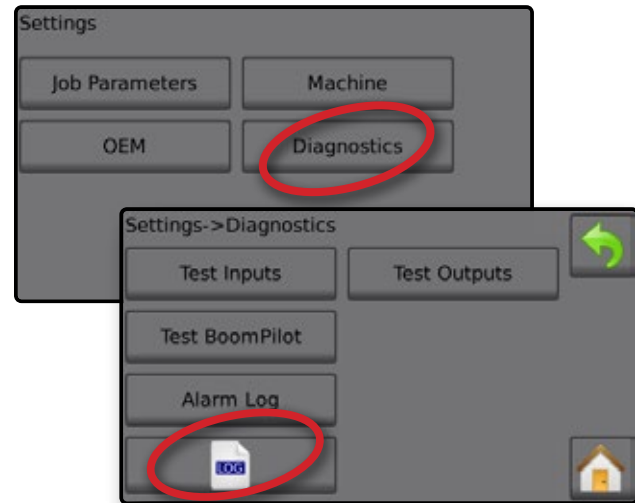 Settings
Job Parameters Machine
OEM Diagnostics
Settings->Diagnostics
Test Inputs Test Outputs
Test BoomPilot
Alarm Log
LOG